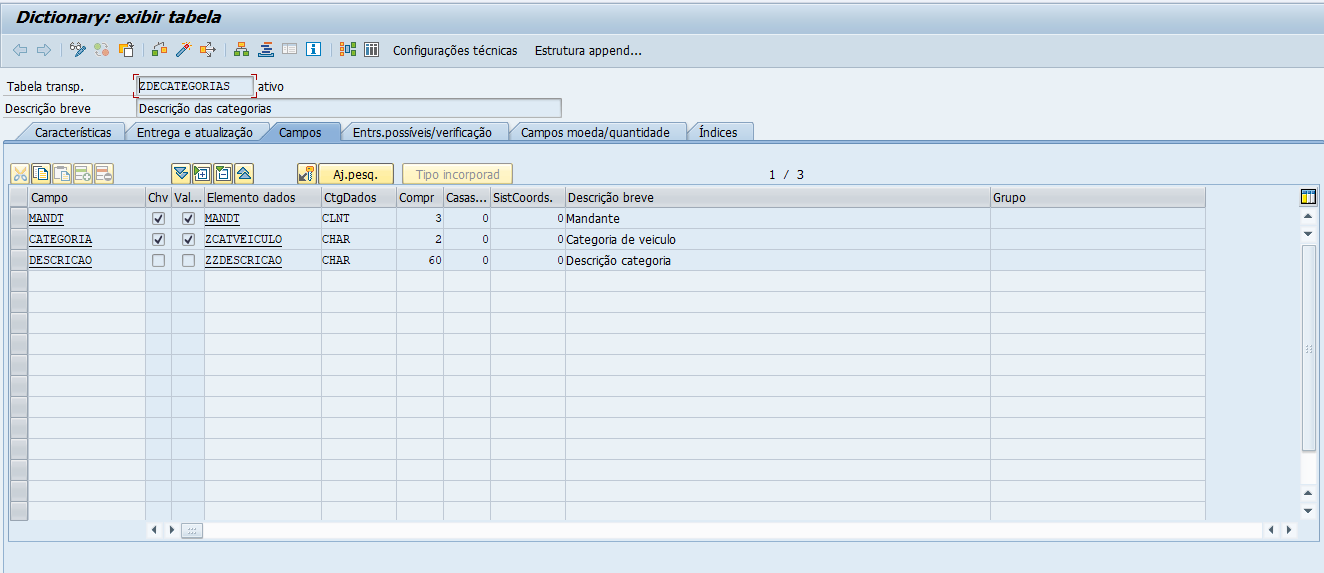 Dictionary: exibir tabela
Configurações técnicas Estrutura append...
Tabela transp. ZDECATEGORIAS ativo
Descrição breve Descrição das categorias
Características Entrega e atualização Campos Entrs.possíveis/verificação Campos moeda/quantidade Índices
Aj.pesq. Tipo incorporad 1 / 3
Campo Chv Val... Elemento dados CtgDados Compr Casas... SistCoords. Descrição breve Grupo
MANDT MANDT CLNT 3 0 0 Mandante
CATEGORIA ZCATVEICULO CHAR 2 0 0 Categoria de veiculo
DESCRICAO ZZDESCRICAO CHAR 60 0 0 Descrição categoria